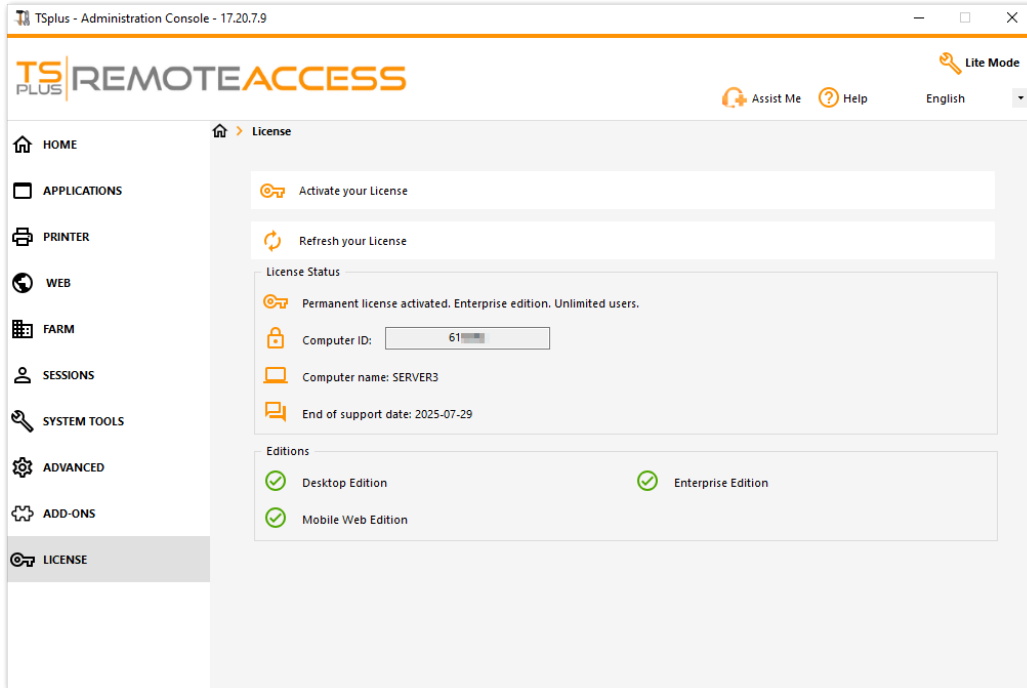 TSplus - Administration Console - 17.20.7.9
TS PLUS REMOTEACCESS
Lite Mode
Assist Me
Help
English
HOME
APPLICATIONS
PRINTER
WEB
FARM
SESSIONS
SYSTEM TOOLS
ADVANCED
ADD-ONS
LICENSE
License
Activate your License
Refresh your License
License Status
Permanent license activated. Enterprise edition. Unlimited users.
Computer ID: 61
Computer name: SERVER3
End of support date: 2025-07-29
Editions
Desktop Edition
Enterprise Edition
Mobile Web Edition